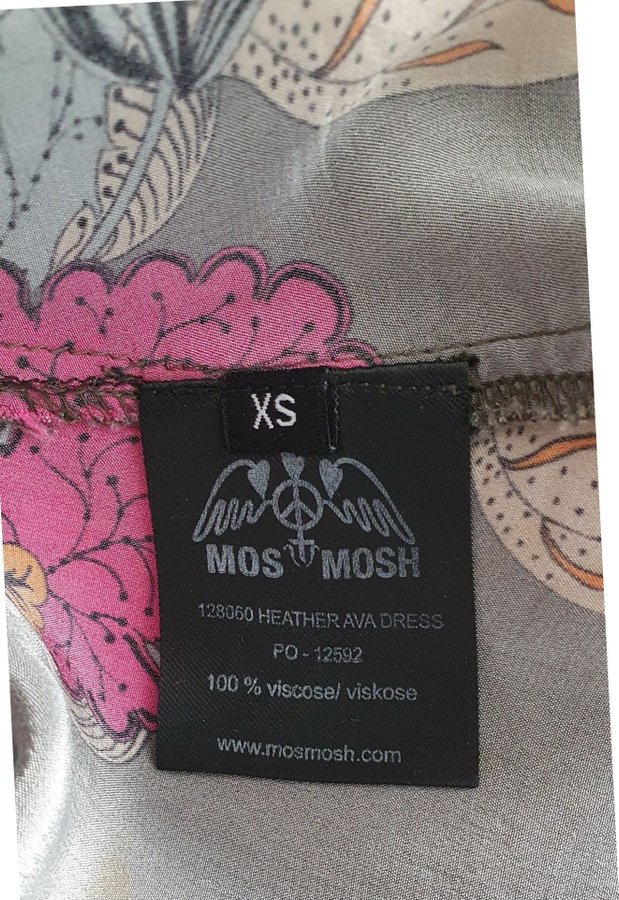 XS
MOS MOSH
128060 HEATHER AVA DRESS
PO - 12592
100 % viscose/ viskose
www.mosmosh.com